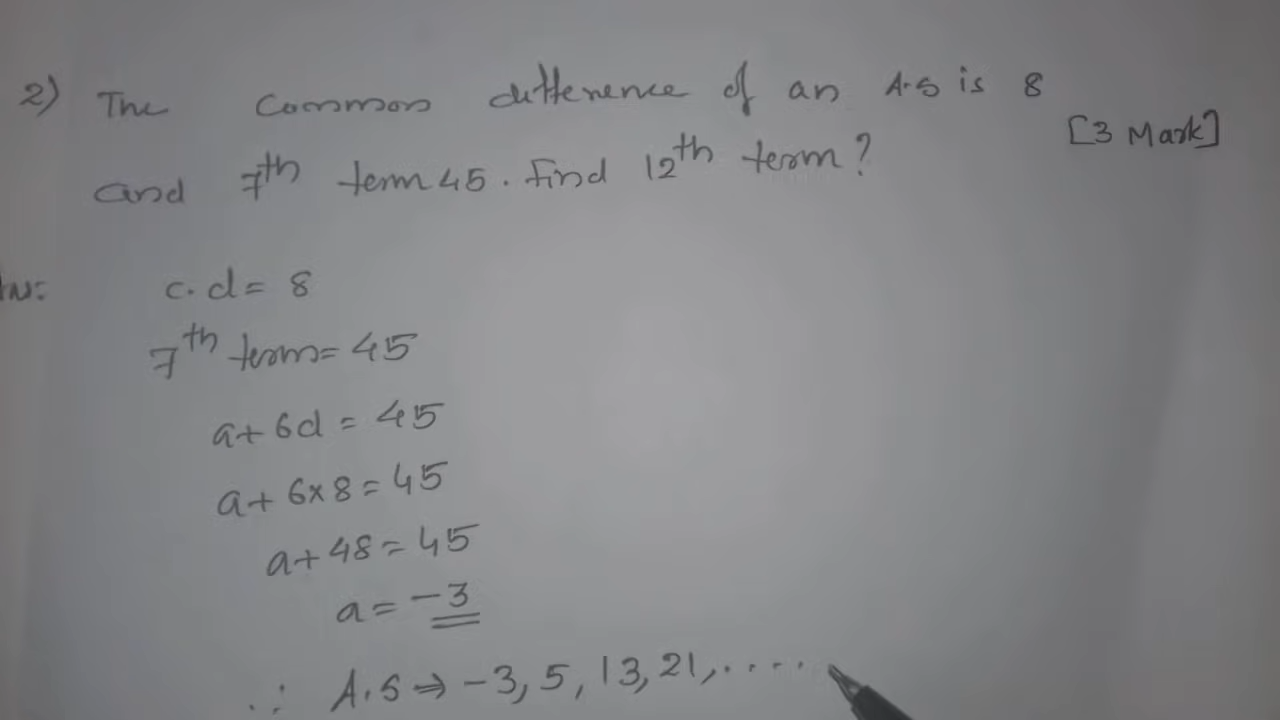 2) The common difference of an A.S is 8
[3 Mark]
and 7th term 45. Find 12th term?
c.d = 8
7th term = 45
a + 6d = 45
a + 6×8 = 45
a + 48 = 45
a = -3
∴ A.S ⇒ -3, 5, 13, 21, .....